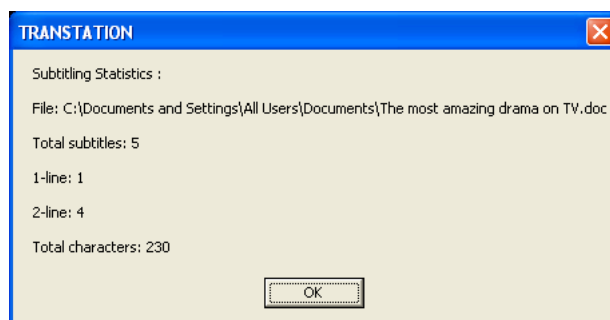 TRANSTATION
Subtitling Statistics :
File: C:\Documents and Settings\All Users\Documents\The most amazing drama on TV.doc
Total subtitles: 5
1-line: 1
2-line: 4
Total characters: 230
OK